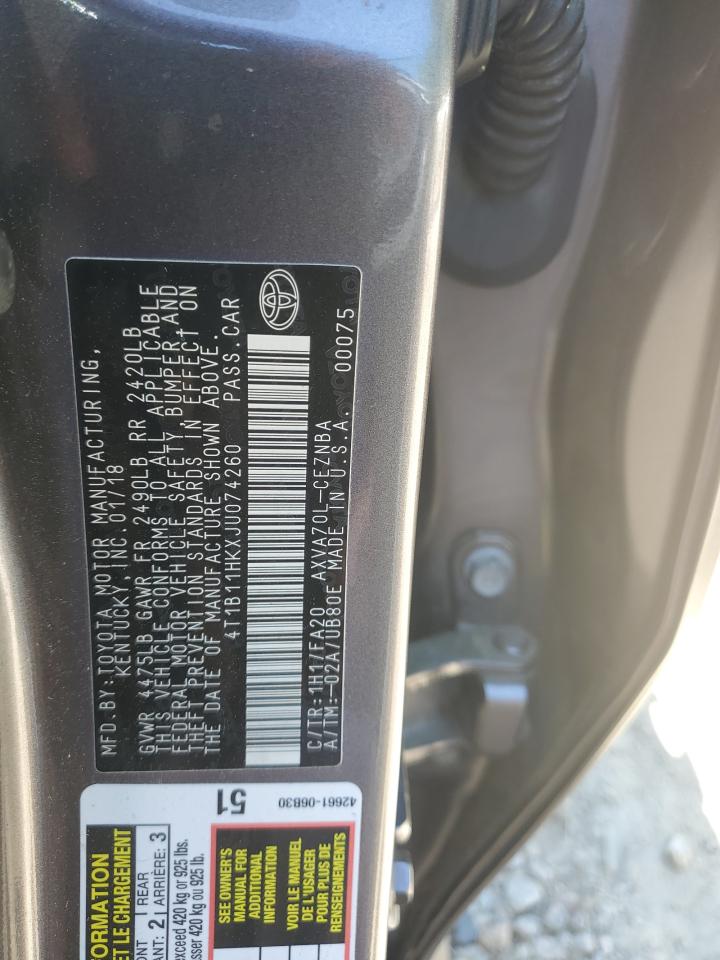 MFD.BY:TOYOTA MOTOR MANUFACTURING,
KENTUCKY, INC.01/18
GVWR 4475LB GAWR FR 2490LB RR 2420LB
THIS VEHICLE CONFORMS TO ALL APPLICABLE
FEDERAL MOTOR VEHICLE SAFETY,BUMPER,AND
THEFT PREVENTION STANDARDS IN EFFECT ON
THE DATE OF MANUFACTURE SHOWN ABOVE.
4T1B11HKXJU074260 PASS.CAR
C/TR:1H1/FA20 AXVA70L-CEZNBA
A/TM:-02A/UB80E MADE IN U.S.A. 00075
ET LE CHARGEMENT
REAR
2 ARRIÈRE: 3
exceed 420 kg or 925 lbs.
420 kg ou 925 lb.
51
42661-06B30
SEE OWNER'S
MANUAL FOR
ADDITIONAL
INFORMATION
VOIR LE MANUEL
DE L'USAGER
POUR PLUS DE
RENSEIGNEMENTS